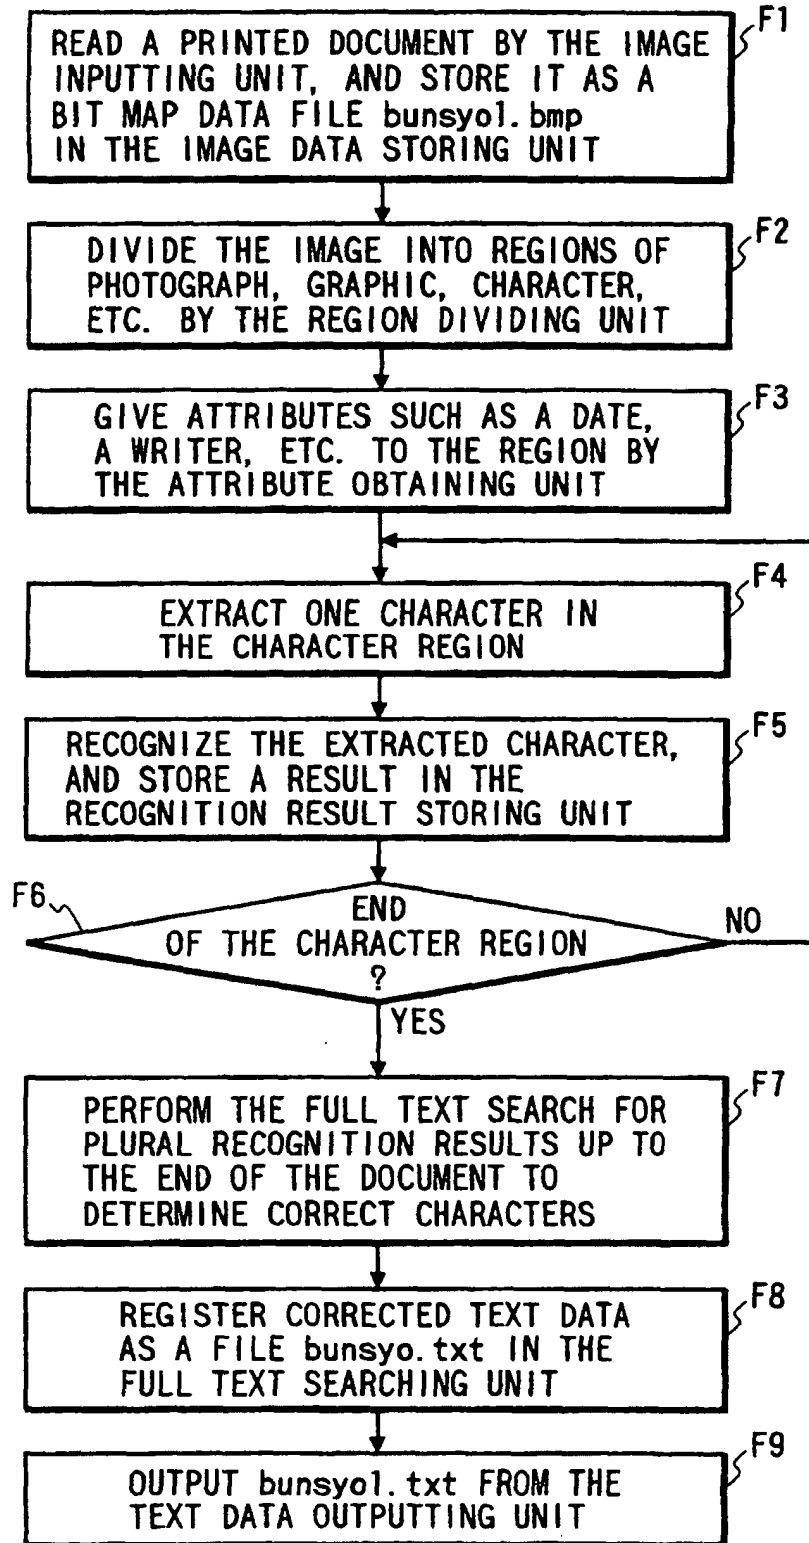 F1
READ A PRINTED DOCUMENT BY THE IMAGE
INPUTTING UNIT, AND STORE IT AS A
BIT MAP DATA FILE bunsyo1.bmp
IN THE IMAGE DATA STORING UNIT
F2
DIVIDE THE IMAGE INTO REGIONS OF
PHOTOGRAPH, GRAPHIC, CHARACTER,
ETC. BY THE REGION DIVIDING UNIT
F3
GIVE ATTRIBUTES SUCH AS A DATE,
A WRITER, ETC. TO THE REGION BY
THE ATTRIBUTE OBTAINING UNIT
F4
EXTRACT ONE CHARACTER IN
THE CHARACTER REGION
F5
RECOGNIZE THE EXTRACTED CHARACTER,
AND STORE A RESULT IN THE
RECOGNITION RESULT STORING UNIT
F6
END
OF THE CHARACTER REGION
?
NO
YES
F7
PERFORM THE FULL TEXT SEARCH FOR
PLURAL RECOGNITION RESULTS UP TO
THE END OF THE DOCUMENT TO
DETERMINE CORRECT CHARACTERS
F8
REGISTER CORRECTED TEXT DATA
AS A FILE bunsyo.txt IN THE
FULL TEXT SEARCHING UNIT
F9
OUTPUT bunsyo1.txt FROM THE
TEXT DATA OUTPUTTING UNIT